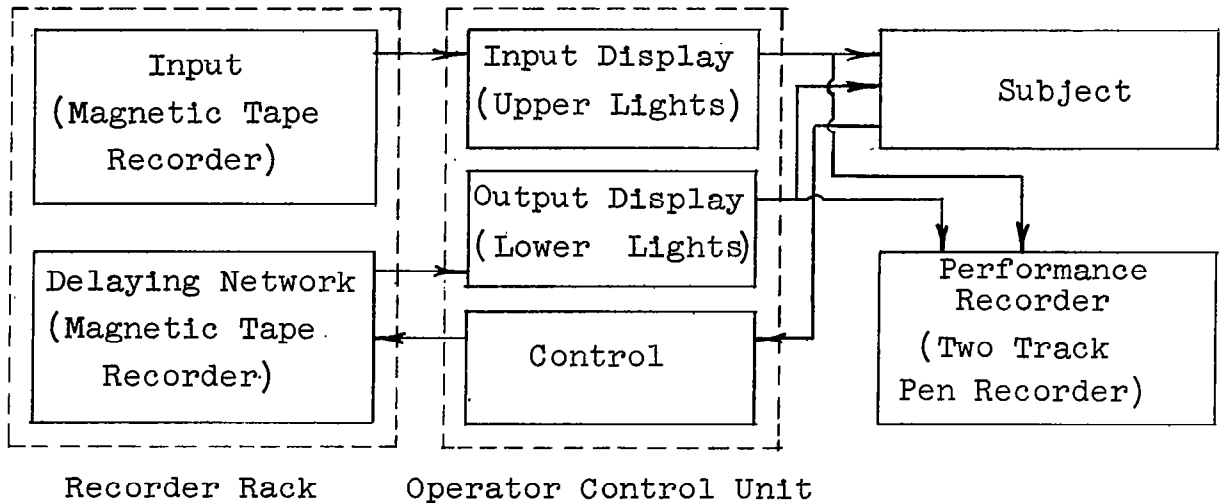 Input
(Magnetic Tape
Recorder)
Input Display
(Upper Lights)
Subject
Delaying Network
(Magnetic Tape
Recorder)
Output Display
(Lower Lights)
Control
Performance
Recorder
(Two Track
Pen Recorder)
Recorder Rack
Operator Control Unit